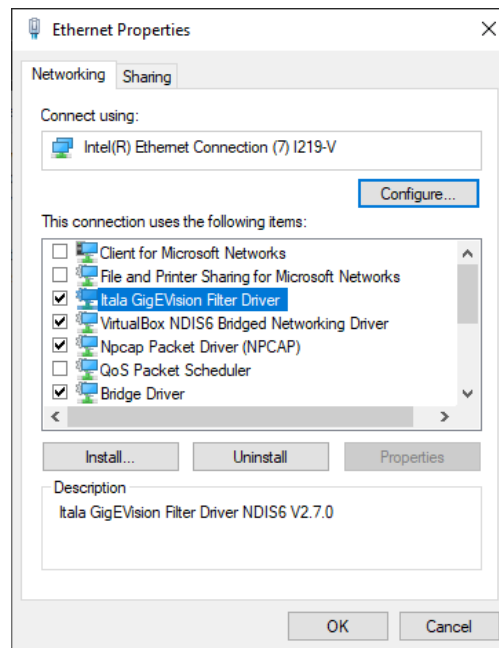 Ethernet Properties
Networking
Sharing
Connect using:
Intel(R) Ethernet Connection (7) I219-V
Configure...
This connection uses the following items:
Client for Microsoft Networks
File and Printer Sharing for Microsoft Networks
Itala GigEVision Filter Driver
VirtualBox NDIS6 Bridged Networking Driver
Npcap Packet Driver (NPCAP)
QoS Packet Scheduler
Bridge Driver
Install...
Uninstall
Properties
Description
Itala GigEVision Filter Driver NDIS6 V2.7.0
OK
Cancel